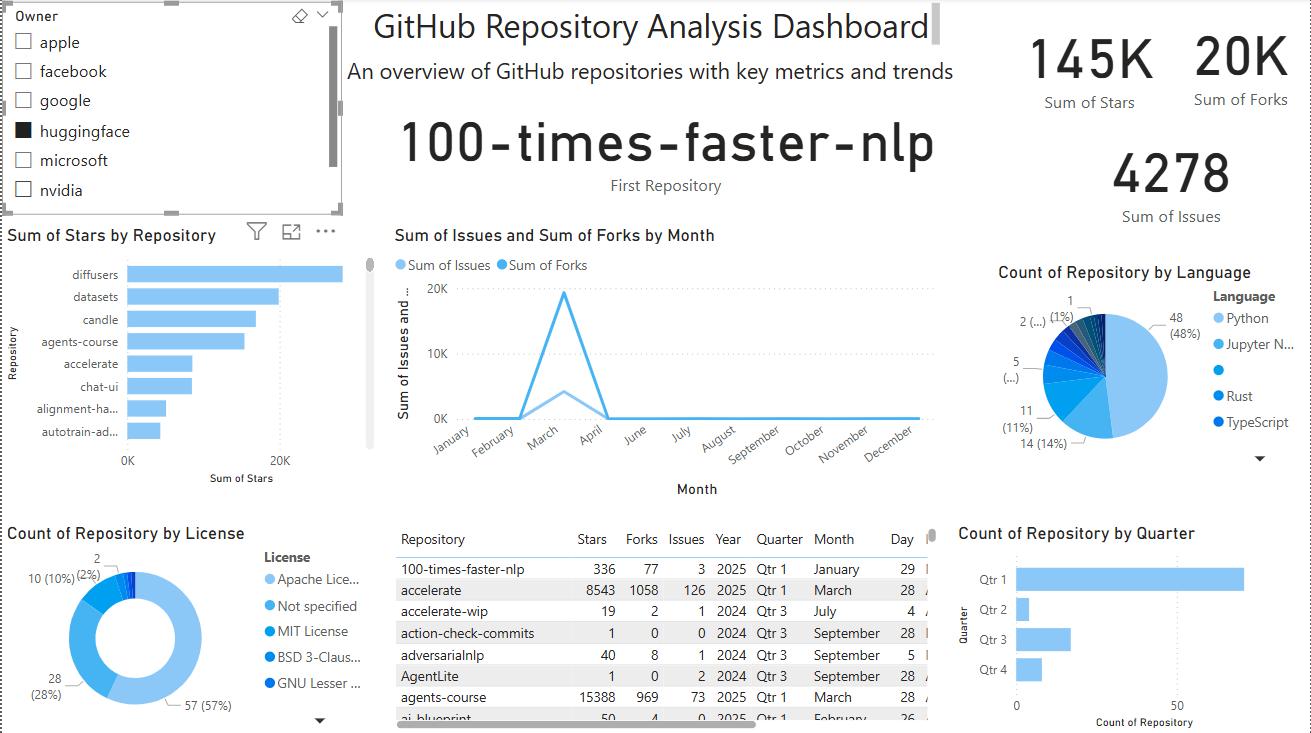 Owner
apple
facebook
google
huggingface
microsoft
nvidia
GitHub Repository Analysis Dashboard
An overview of GitHub repositories with key metrics and trends
100-times-faster-nlp
First Repository
145K
Sum of Stars
20K
Sum of Forks
4278
Sum of Issues
Sum of Stars by Repository
Repository
diffusers
datasets
candle
agents-course
accelerate
chat-ui
alignment-ha...
autotrain-ad...
0K 20K
Sum of Stars
Sum of Issues and Sum of Forks by Month
Sum of Issues Sum of Forks
Sum of Issues and ...
20K
10K
0K
January February March April June July August September October November December
Month
Count of Repository by Language
1
(1%)
2 (...)
5
(...)
11
(11%)
14 (14%)
48
(48%)
Language
Python
Jupyter N...
Rust
TypeScript
Count of Repository by License
2
(2%)
10 (10%)
28
(28%)
57 (57%)
License
Apache Lice...
Not specified
MIT License
BSD 3-Claus...
GNU Lesser ...
Repository Stars Forks Issues Year Quarter Month Day
100-times-faster-nlp 336 77 3 2025 Qtr 1 January 29
accelerate 8543 1058 126 2025 Qtr 1 March 28
accelerate-wip 19 2 1 2024 Qtr 3 July 4
action-check-commits 1 0 0 2024 Qtr 3 September 28
adversarialnlp 40 8 1 2024 Qtr 3 September 5
AgentLite 1 0 2 2024 Qtr 3 September 28
agents-course 15388 969 73 2025 Qtr 1 March 28
ai_blueprint 50 4 0 2025 Qtr 1 February 26
Count of Repository by Quarter
Quarter
Qtr 1
Qtr 2
Qtr 3
Qtr 4
0 50
Count of Repository